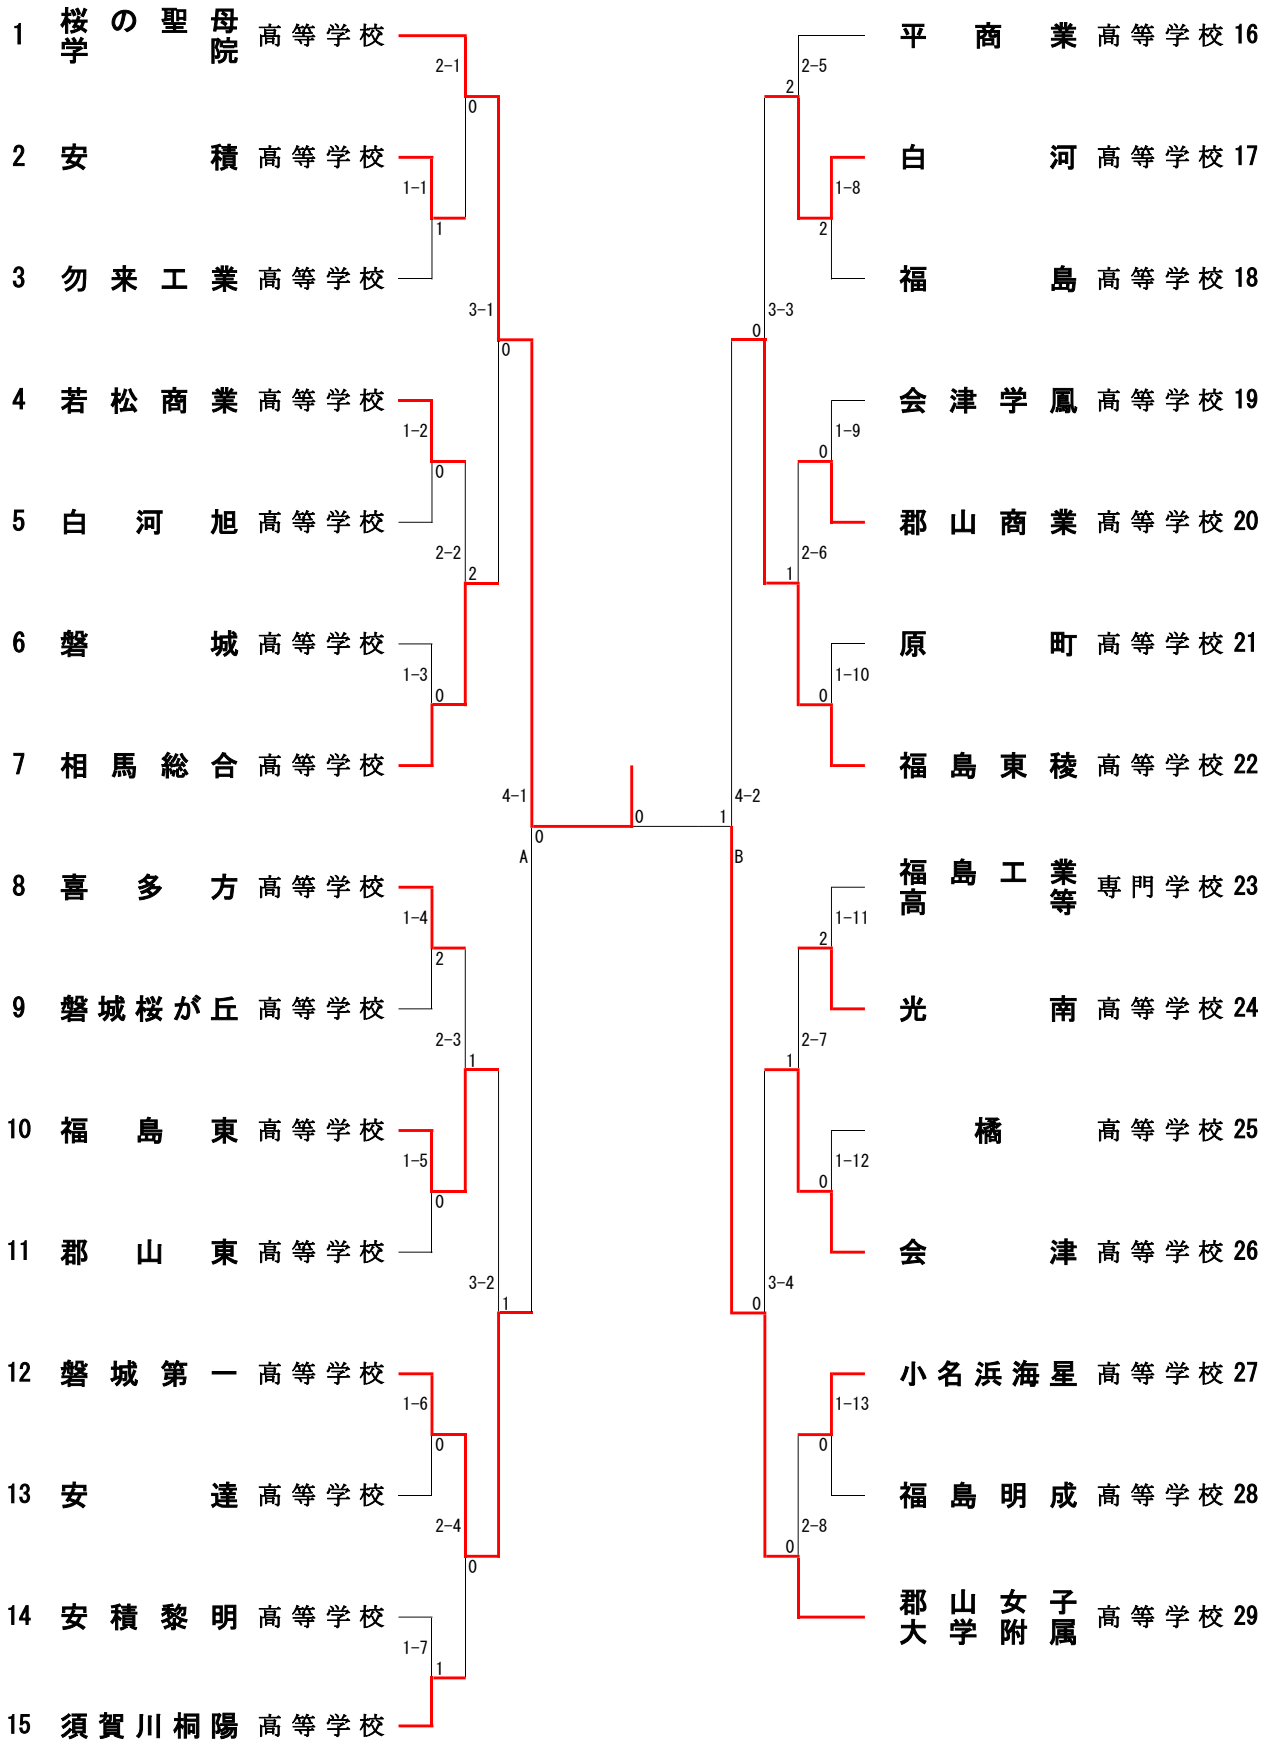 1 桜の聖母学院 高等学校
2-1
0
2 安積 高等学校
1-1
1
3 勿来工業 高等学校
3-1
0
4 若松商業 高等学校
1-2
0
5 白河旭 高等学校
2-2
2
6 磐城 高等学校
1-3
0
7 相馬総合 高等学校
4-1
0
A
8 喜多方 高等学校
1-4
2
9 磐城桜が丘 高等学校
2-3
1
10 福島東 高等学校
1-5
0
11 郡山東 高等学校
3-2
1
12 磐城第一 高等学校
1-6
0
13 安達 高等学校
2-4
0
14 安積黎明 高等学校
1-7
1
15 須賀川桐陽 高等学校
0
平商業 高等学校 16
2-5
2
白河 高等学校 17
1-8
2
福島 高等学校 18
3-3
0
会津学鳳 高等学校 19
1-9
0
郡山商業 高等学校 20
2-6
1
原町 高等学校 21
1-10
0
福島東稜 高等学校 22
4-2
1
B
福島工業高等 専門学校 23
1-11
2
光南 高等学校 24
2-7
1
橘 高等学校 25
1-12
0
会津 高等学校 26
3-4
0
小名浜海星 高等学校 27
1-13
0
福島明成 高等学校 28
2-8
0
郡山女子大学附属 高等学校 29